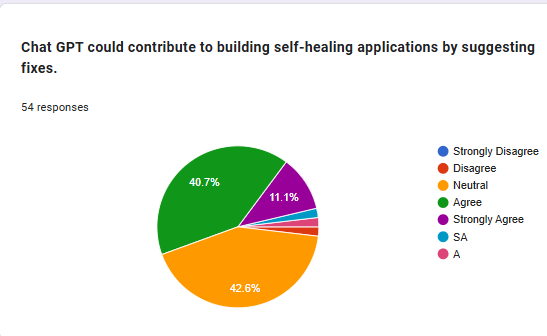 Chat GPT could contribute to building self-healing applications by suggesting
fixes.
54 responses
40.7%
11.1%
42.6%
Strongly Disagree
Disagree
Neutral
Agree
Strongly Agree
SA
A